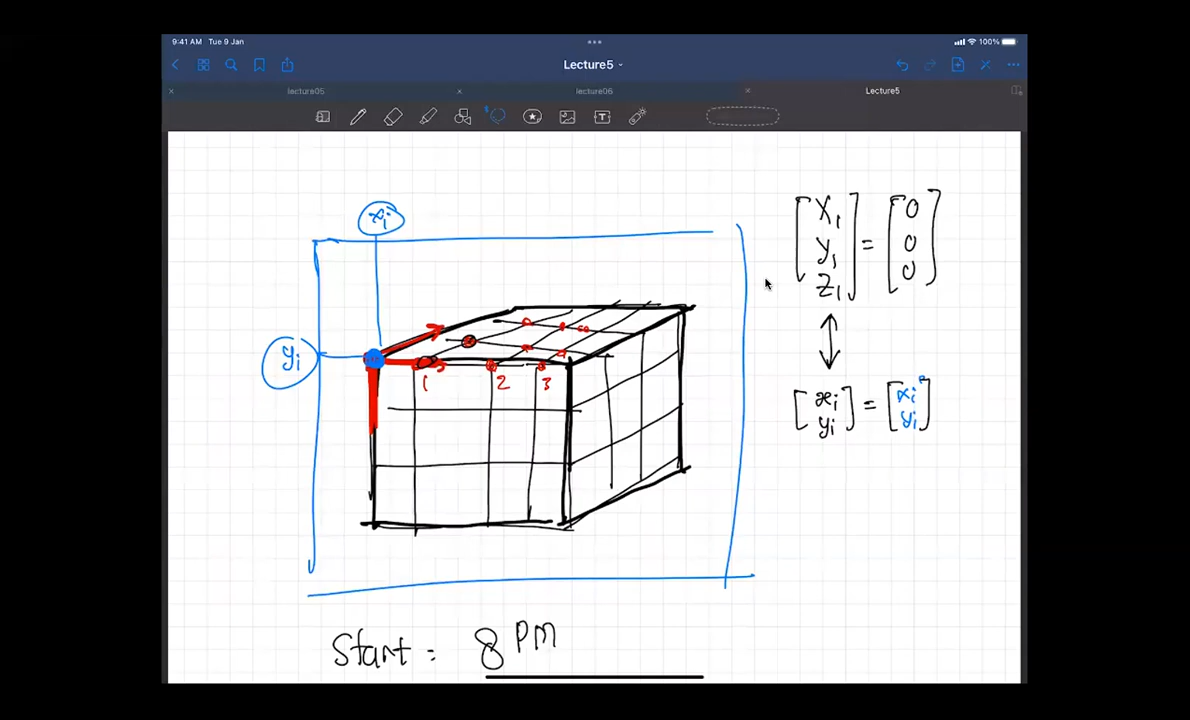 9:41 AM Tue 9 Jan
100%
Lecture5
lecture05
lecture06
Lecture5
xi
yi
1
2
3
[X1 y1 z1] = [0 0 0]
[xi yi] = [xi yi]
Start = 8 PM